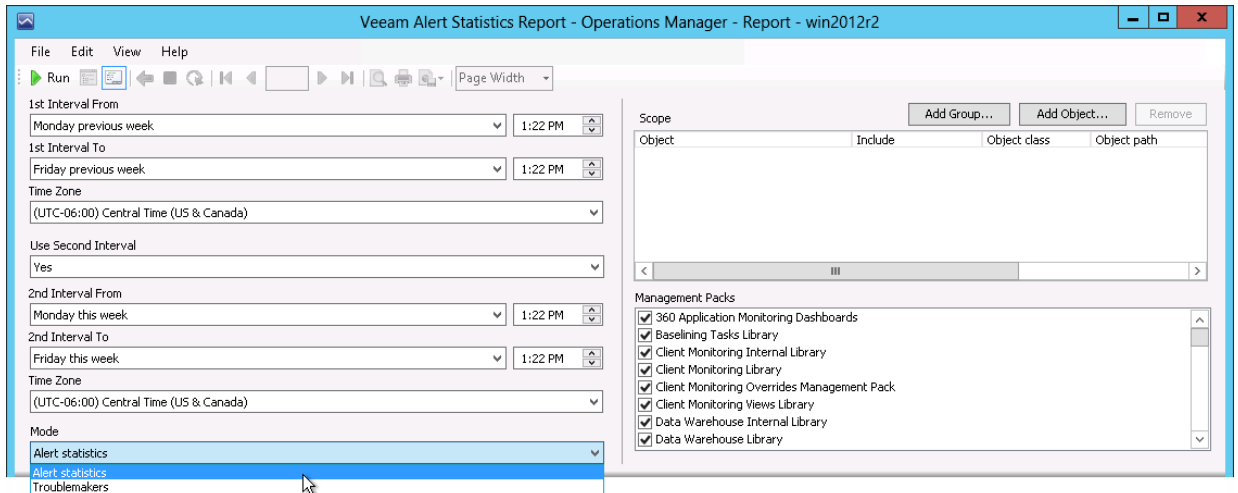 Veeam Alert Statistics Report - Operations Manager - Report - win2012r2
File Edit View Help
Run Page Width
1st Interval From
Monday previous week 1:22 PM
1st Interval To
Friday previous week 1:22 PM
Time Zone
(UTC-06:00) Central Time (US & Canada)
Use Second Interval
Yes
2nd Interval From
Monday this week 1:22 PM
2nd Interval To
Friday this week 1:22 PM
Time Zone
(UTC-06:00) Central Time (US & Canada)
Mode
Alert statistics
Alert statistics
Troublemakers
Scope Add Group... Add Object... Remove
Object Include Object class Object path
Management Packs
360 Application Monitoring Dashboards
Baselining Tasks Library
Client Monitoring Internal Library
Client Monitoring Library
Client Monitoring Overrides Management Pack
Client Monitoring Views Library
Data Warehouse Internal Library
Data Warehouse Library